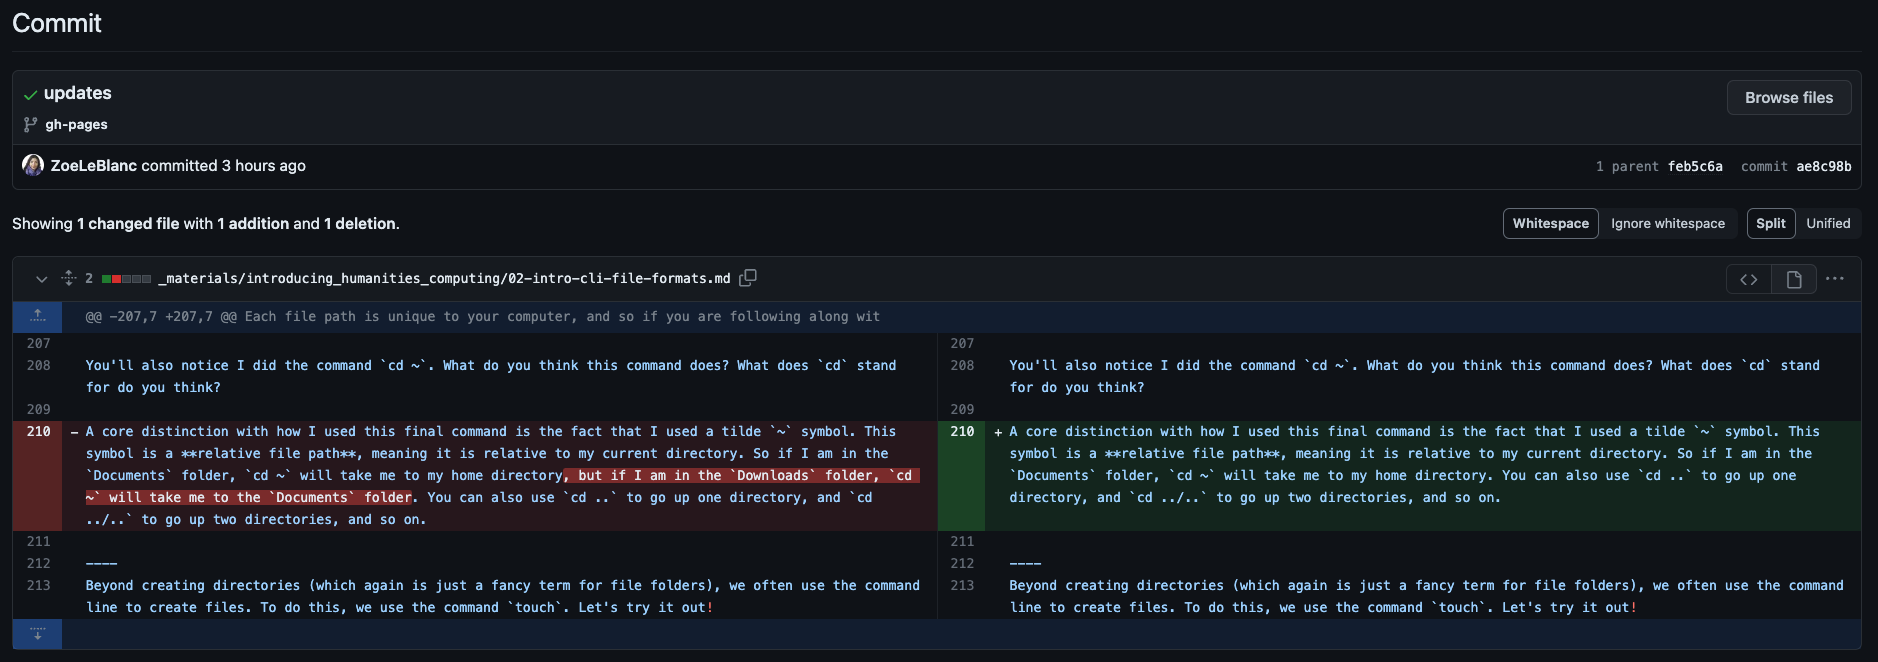 Commit
updates
Browse files
gh-pages
ZoeLeBlanc committed 3 hours ago
1 parent feb5c6a commit ae8c98b
Showing 1 changed file with 1 addition and 1 deletion.
Whitespace Ignore whitespace Split Unified
2 _materials/introducing_humanities_computing/02-intro-cli-file-formats.md
@@ -207,7 +207,7 @@ Each file path is unique to your computer, and so if you are following along wit
207
208 You'll also notice I did the command `cd ~`. What do you think this command does? What does `cd` stand
for do you think?
209
210 - A core distinction with how I used this final command is the fact that I used a tilde `~` symbol. This
symbol is a **relative file path**, meaning it is relative to my current directory. So if I am in the
`Documents` folder, `cd ~` will take me to my home directory, but if I am in the `Downloads` folder, `cd
~` will take me to the `Documents` folder. You can also use `cd ..` to go up one directory, and `cd
../..` to go up two directories, and so on.
211
212 ----
213 Beyond creating directories (which again is just a fancy term for file folders), we often use the command
line to create files. To do this, we use the command `touch`. Let's try it out!
207
208 You'll also notice I did the command `cd ~`. What do you think this command does? What does `cd` stand
for do you think?
209
210 + A core distinction with how I used this final command is the fact that I used a tilde `~` symbol. This
symbol is a **relative file path**, meaning it is relative to my current directory. So if I am in the
`Documents` folder, `cd ~` will take me to my home directory. You can also use `cd ..` to go up one
directory, and `cd ../..` to go up two directories, and so on.
211
212 ----
213 Beyond creating directories (which again is just a fancy term for file folders), we often use the command
line to create files. To do this, we use the command `touch`. Let's try it out!